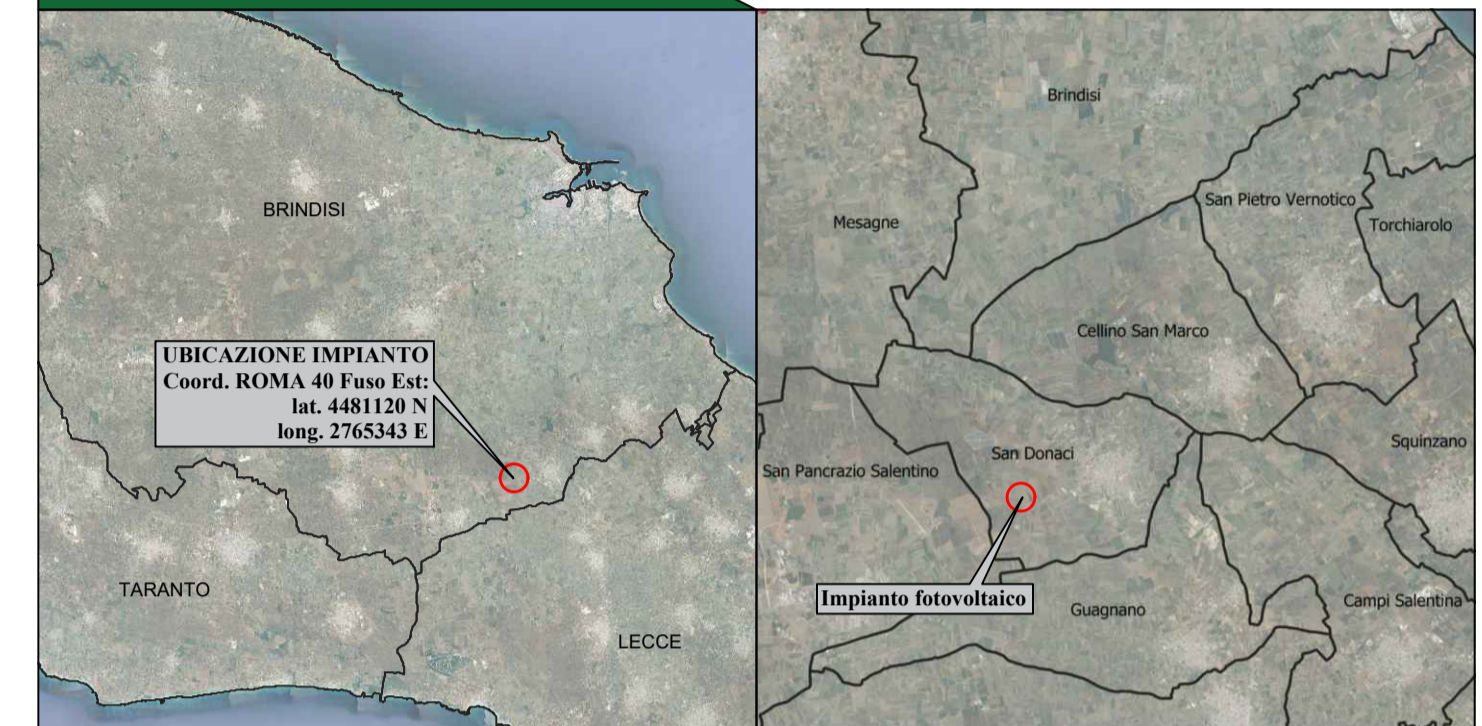 BRINDISI
UBICAZIONE IMPIANTO
Coord. ROMA 40 Fuso Est:
lat. 4481120 N
long. 2765343 E
TARANTO
LECCE
Brindisi
Mesagne
San Pietro Vernotico
Torchiarolo
Cellino San Marco
San Donaci
Squinzano
San Pancrazio Salentino
Impianto fotovoltaico
Guagnano
Campi Salentina